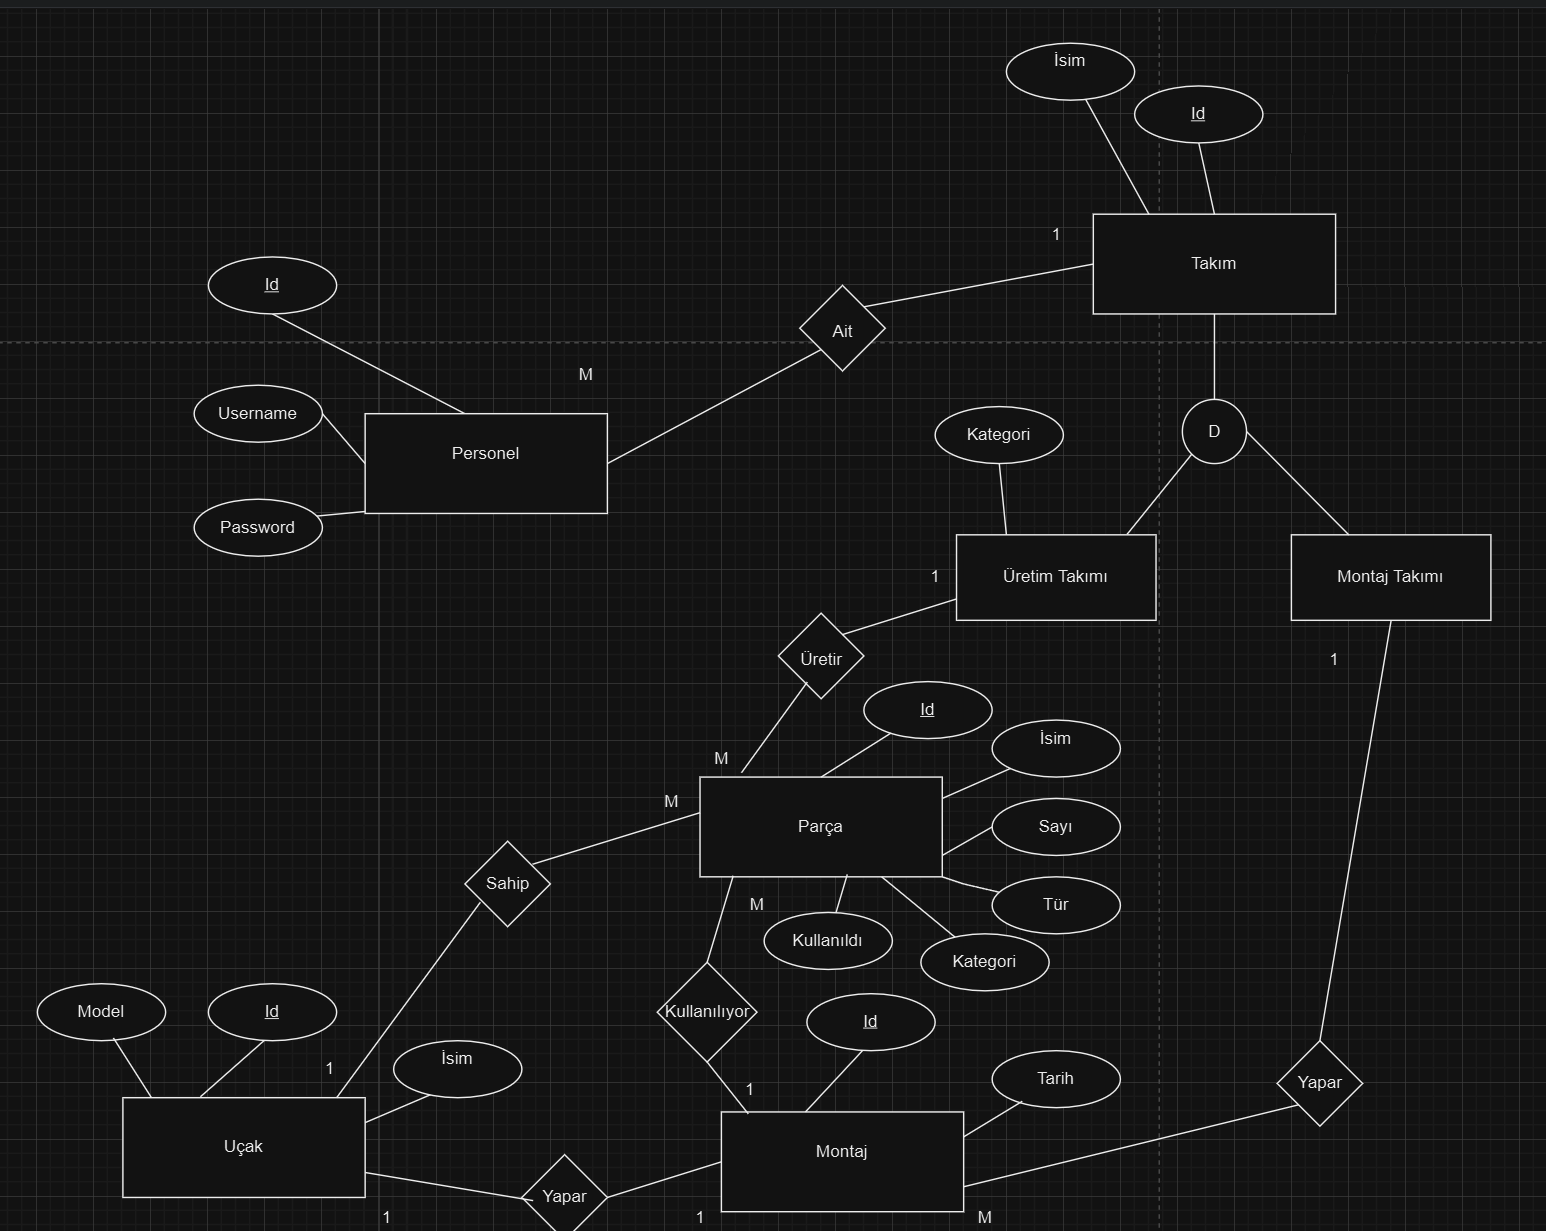 İsim
Id
1
Takım
Id
Ait
M
Username
Personel
Kategori
D
Password
1
Üretim Takımı
Montaj Takımı
Üretir
1
Id
İsim
M
M
Parça
Sayı
Sahip
M
Tür
Kullanıldı
Kategori
Model
Id
Kullanılıyor
Id
İsim
1
1
Tarih
Yapar
Uçak
Montaj
Yapar
1
1
M